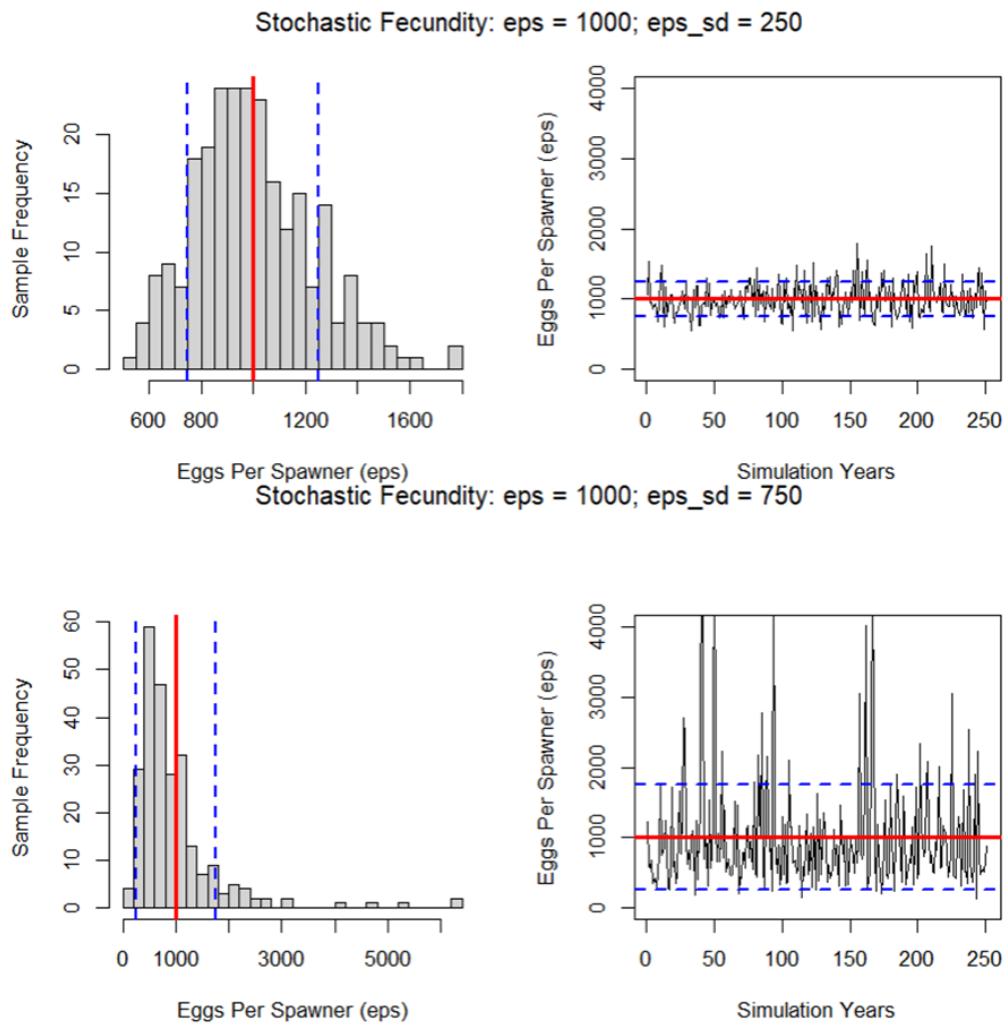 Stochastic Fecundity: eps = 1000; eps_sd = 250
Sample Frequency
20
15
10
5
0
600 800 1200 1600
Eggs Per Spawner (eps)
Eggs Per Spawner (eps)
4000
3000
2000
1000
0
0 50 100 150 200 250
Simulation Years
Stochastic Fecundity: eps = 1000; eps_sd = 750
Sample Frequency
60
50
40
30
20
10
0
0 1000 3000 5000
Eggs Per Spawner (eps)
Eggs Per Spawner (eps)
4000
3000
2000
1000
0
0 50 100 150 200 250
Simulation Years